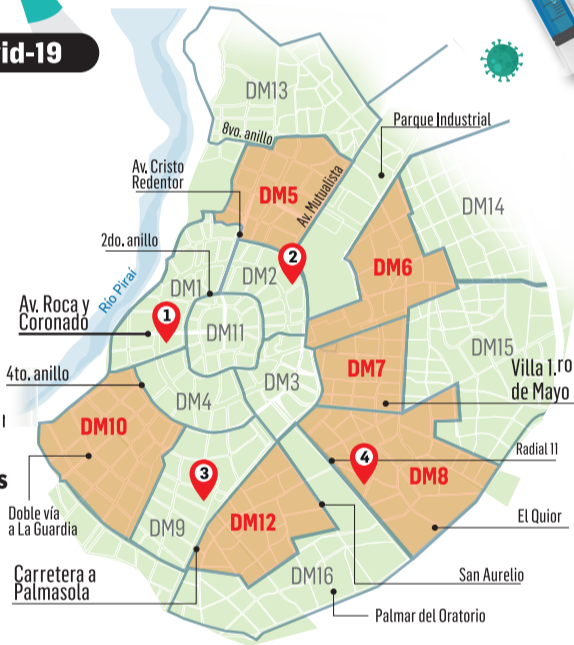 id-19
DM13
8vo. anillo
Parque Industrial
Av. Cristo
Redentor
DM5
Av. Mutualista
DM14
2do. anillo
2
DM2
DM6
Río Piraí
DM1
Av. Roca y
Coronado
1
DM11
DM15
4to. anillo
DM3
DM7
Villa 1.ro
de Mayo
DM4
DM10
Radial 11
4
DM8
3
s
Doble vía
a La Guardia
DM9
DM12
El Quior
Carretera a
Palmasola
DM16
San Aurelio
Palmar del Oratorio